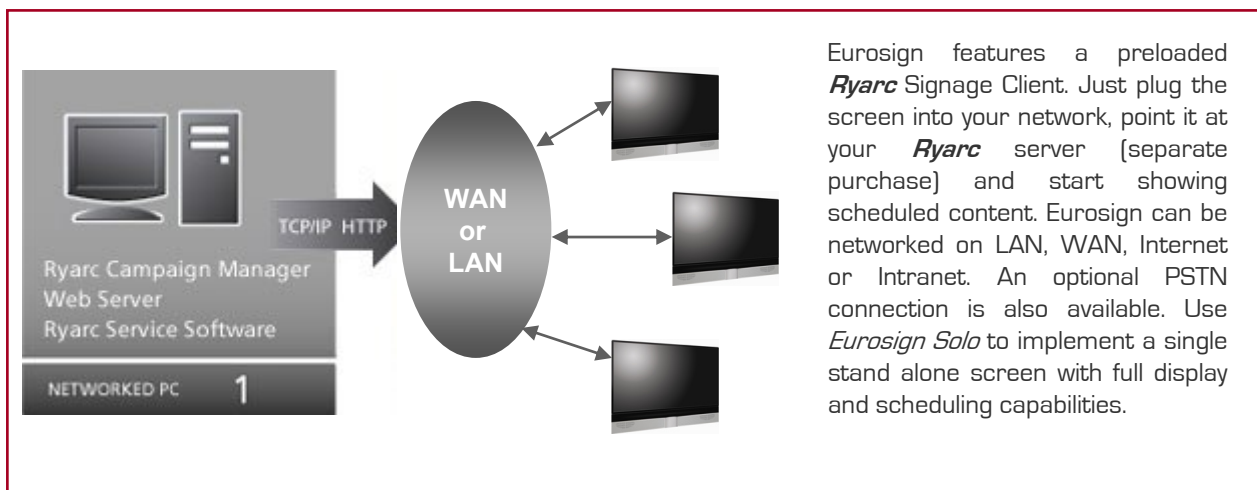 TCP/IP HTTP
Ryarc Campaign Manager
Web Server
Ryarc Service Software
NETWORKED PC 1
WAN
or
LAN
Eurosign features a preloaded
Ryarc Signage Client. Just plug the
screen into your network, point it at
your Ryarc server (separate
purchase) and start showing
scheduled content. Eurosign can be
networked on LAN, WAN, Internet
or Intranet. An optional PSTN
connection is also available. Use
Eurosign Solo to implement a single
stand alone screen with full display
and scheduling capabilities.